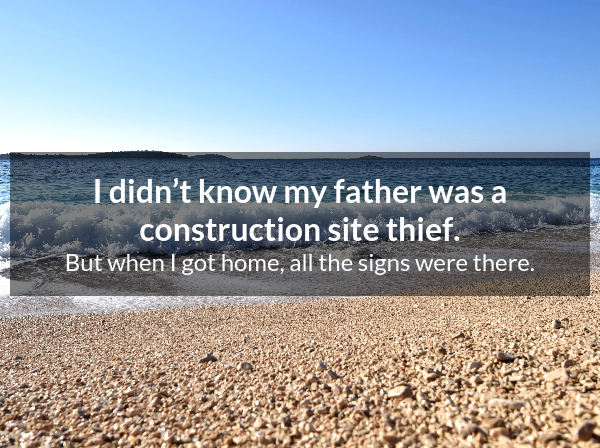 I didn’t know my father was a
construction site thief.
But when I got home, all the signs were there.